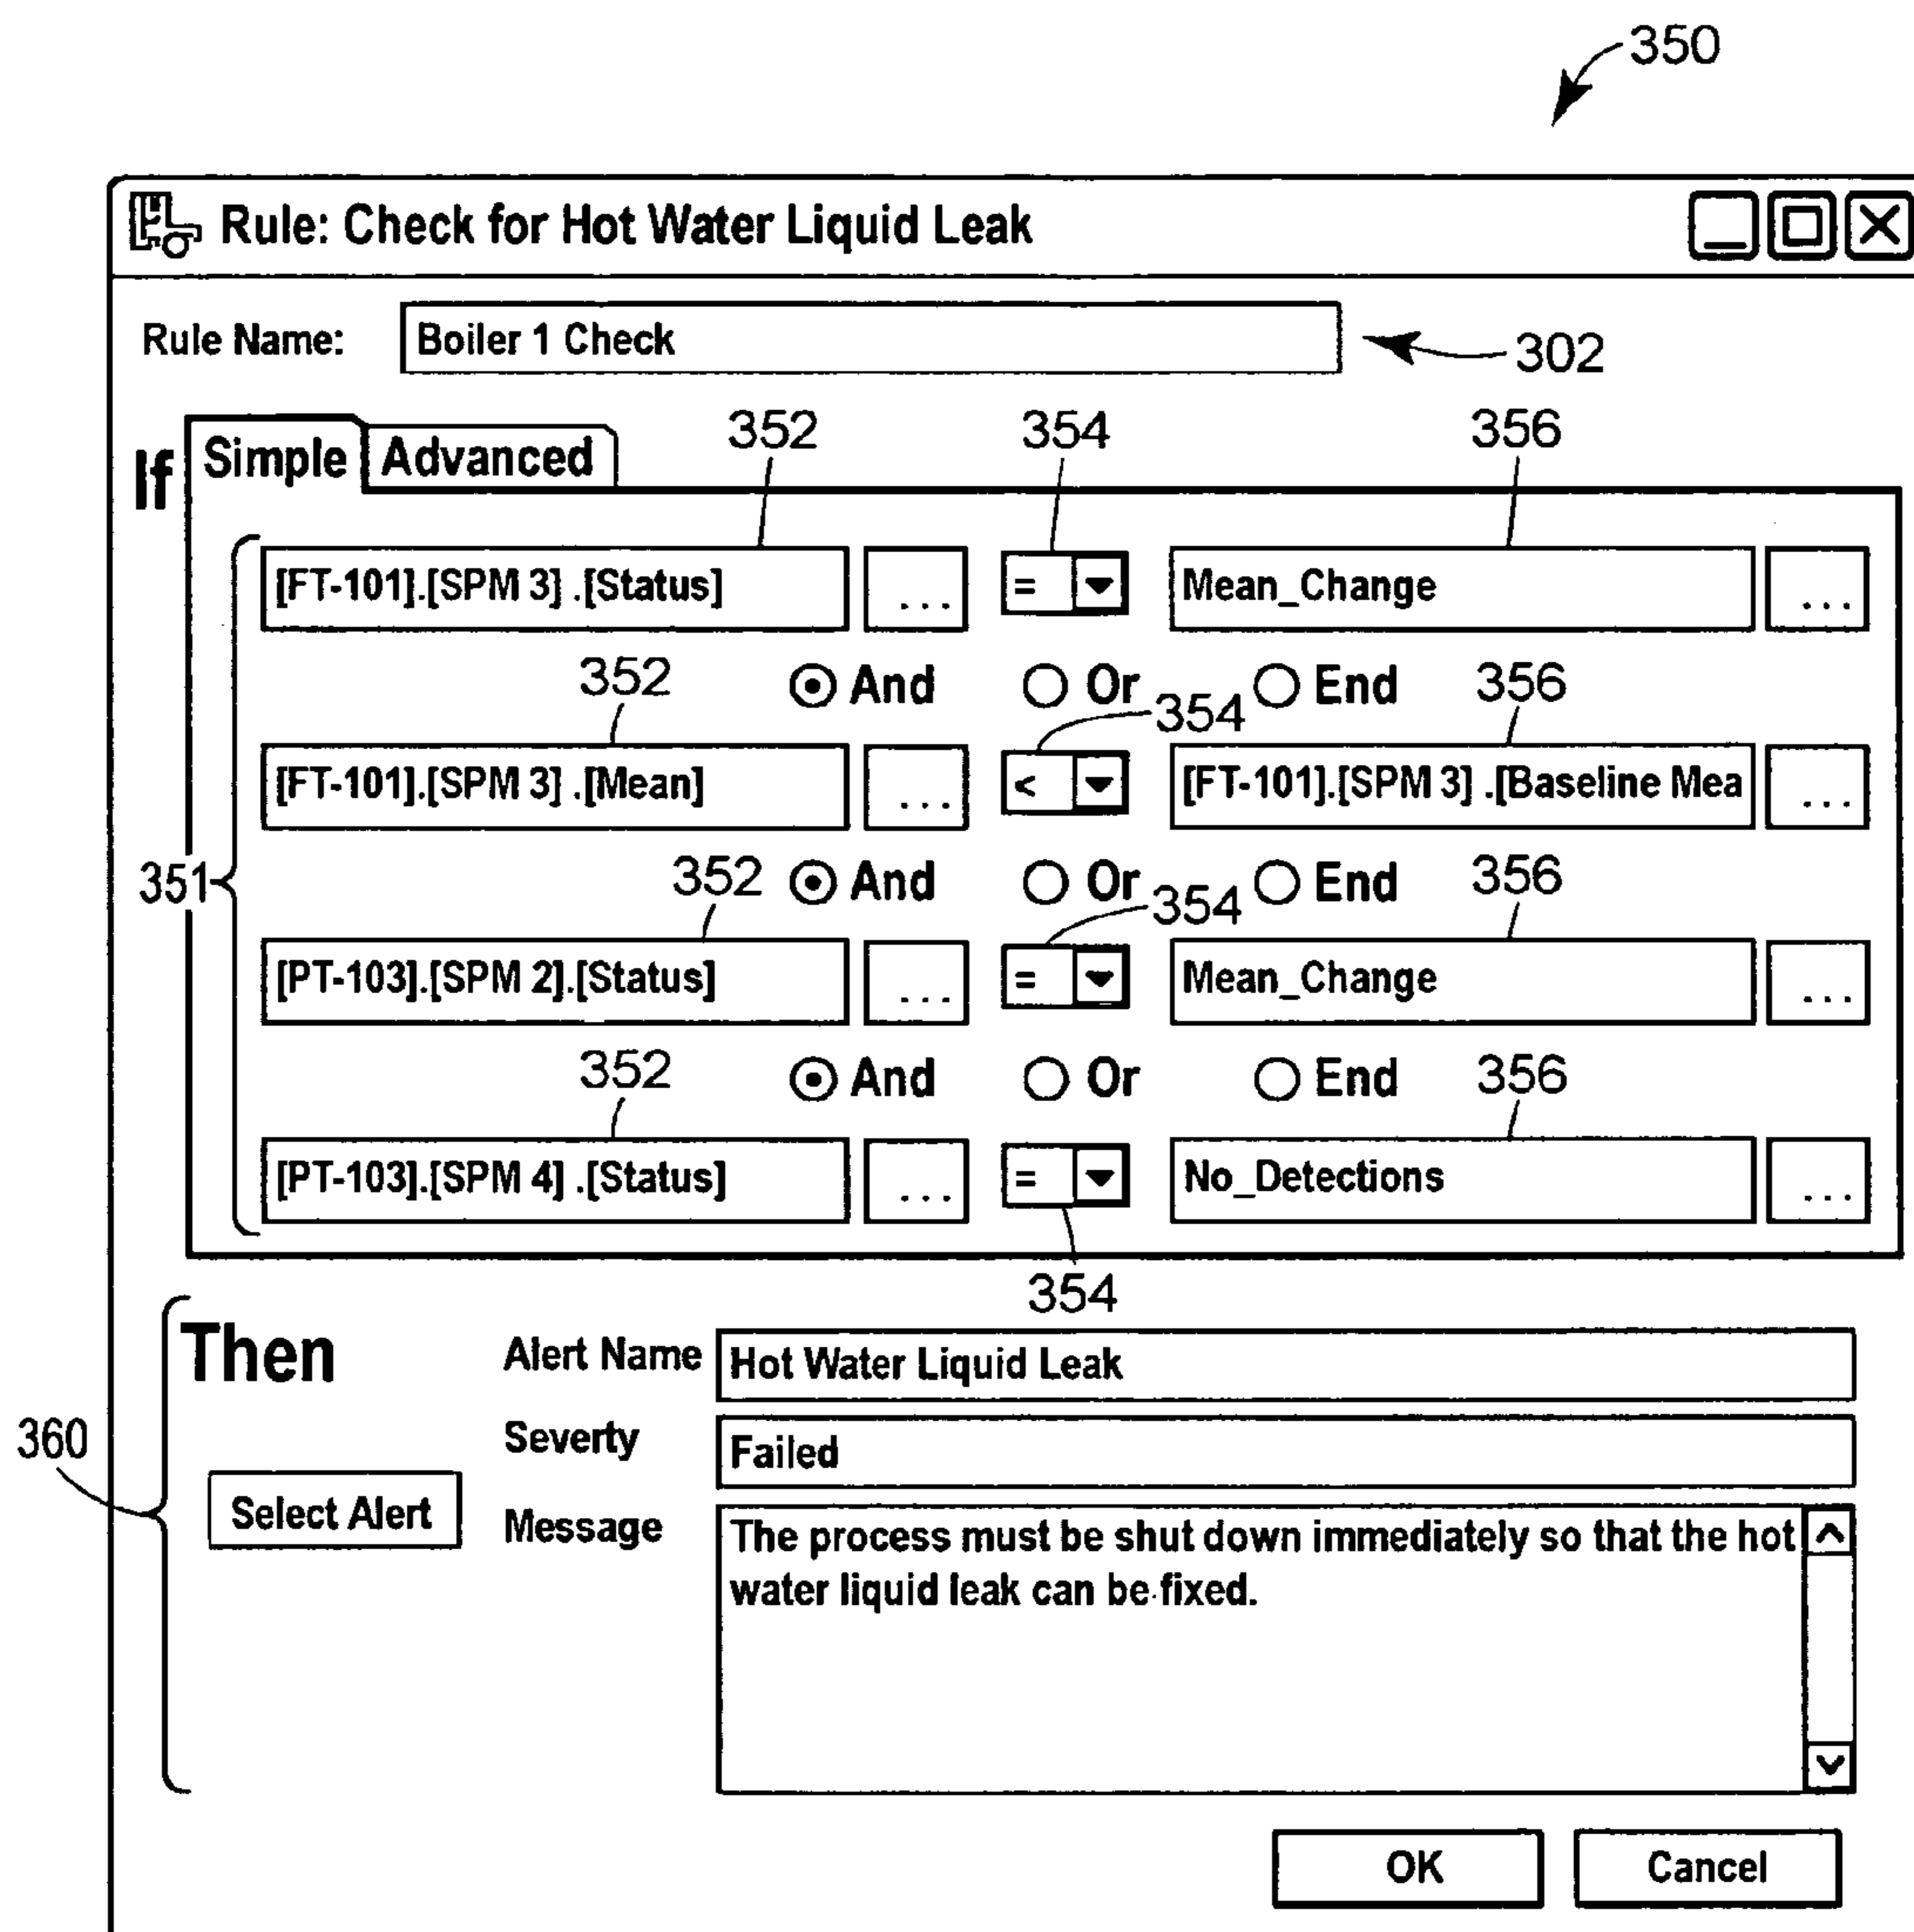 350
Rule: Check for Hot Water Liquid Leak
Rule Name: Boiler 1 Check 302
If Simple Advanced 352 354 356
[FT-101].[SPM 3] .[Status] ... = Mean_Change ...
352 And Or 354 End 356
[FT-101].[SPM 3] .[Mean] ... < [FT-101].[SPM 3] .[Baseline Mea ...
351 352 And Or 354 End 356
[PT-103].[SPM 2].[Status] ... = Mean_Change ...
352 And Or End 356
[PT-103].[SPM 4] .[Status] ... = No_Detections ...
354
Then Alert Name Hot Water Liquid Leak
360 Severty Failed
Select Alert Message The process must be shut down immediately so that the hot
water liquid leak can be fixed.
OK Cancel